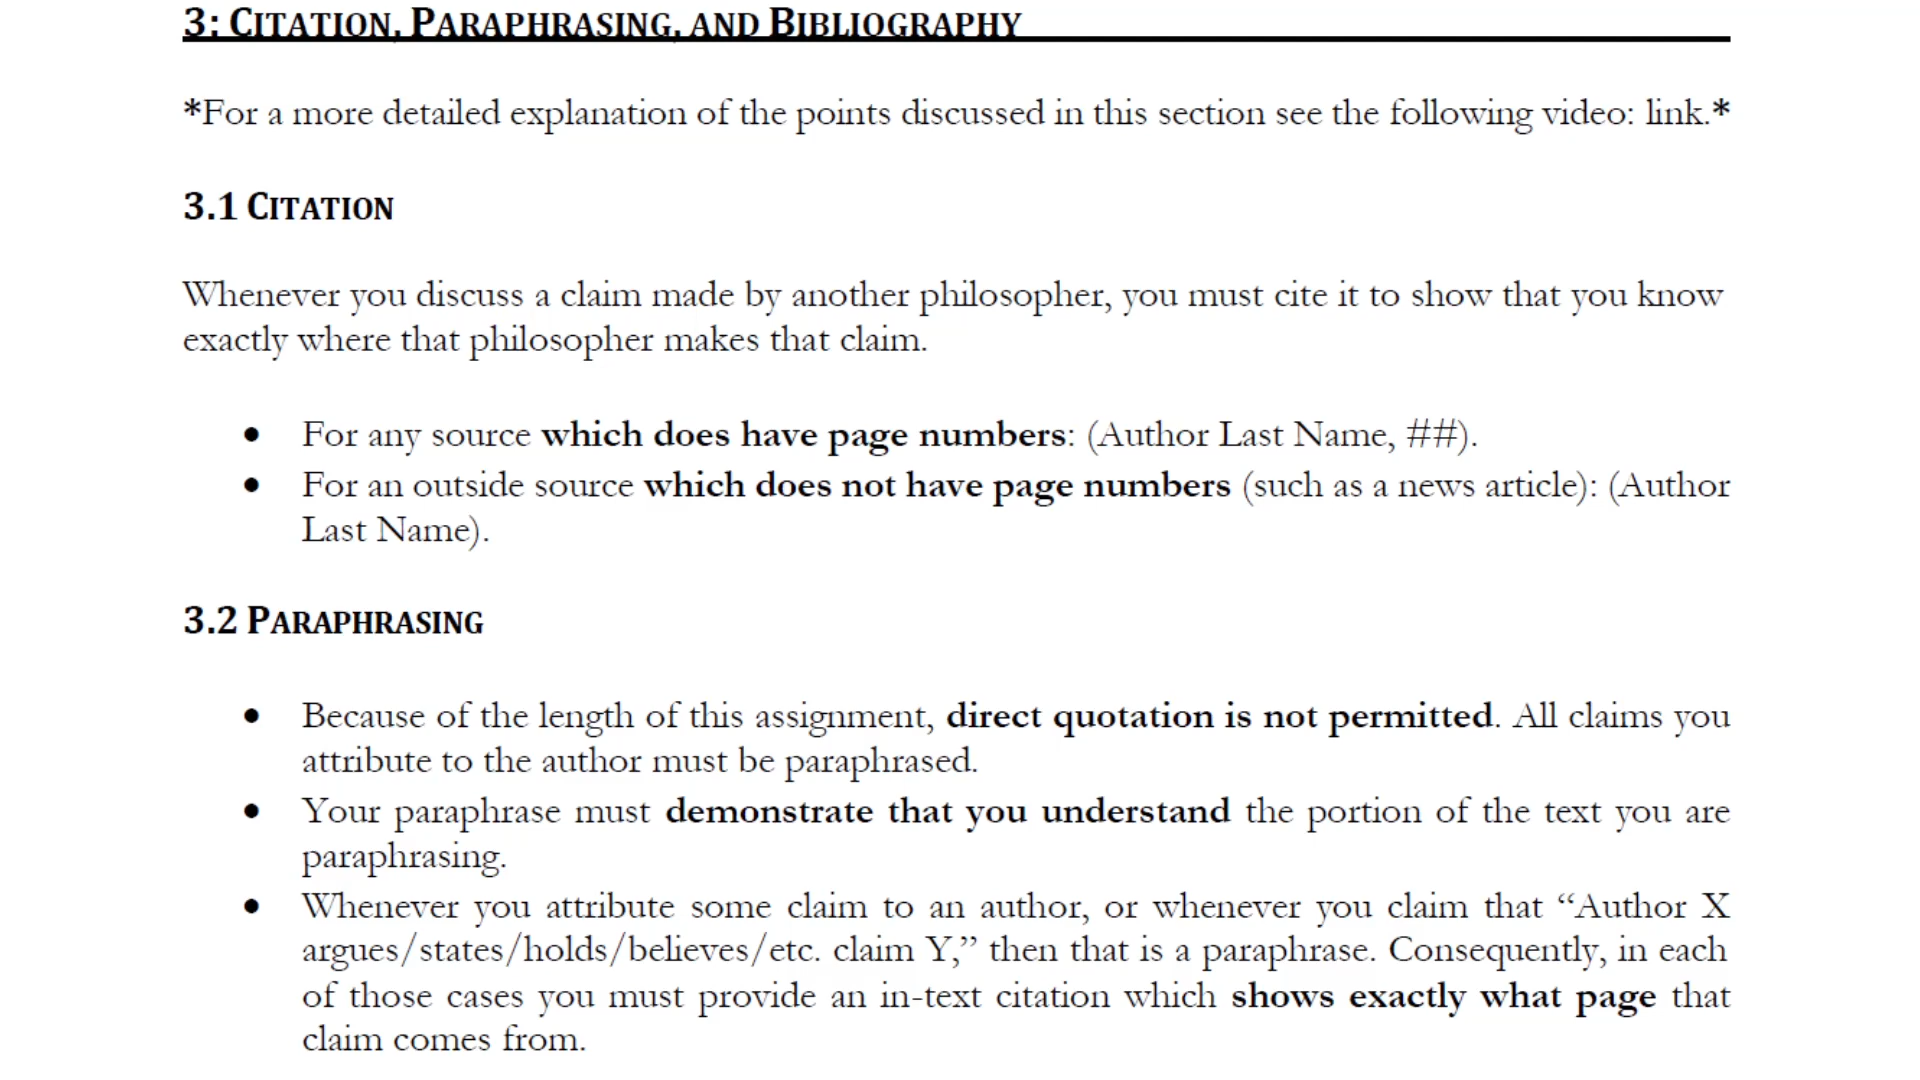 3: CITATION, PARAPHRASING, AND BIBLIOGRAPHY
*For a more detailed explanation of the points discussed in this section see the following video: link.*
3.1 CITATION
Whenever you discuss a claim made by another philosopher, you must cite it to show that you know
exactly where that philosopher makes that claim.
• For any source which does have page numbers: (Author Last Name, ##).
• For an outside source which does not have page numbers (such as a news article): (Author
Last Name).
3.2 PARAPHRASING
• Because of the length of this assignment, direct quotation is not permitted. All claims you
attribute to the author must be paraphrased.
• Your paraphrase must demonstrate that you understand the portion of the text you are
paraphrasing.
• Whenever you attribute some claim to an author, or whenever you claim that “Author X
argues/states/holds/believes/etc. claim Y,” then that is a paraphrase. Consequently, in each
of those cases you must provide an in-text citation which shows exactly what page that
claim comes from.